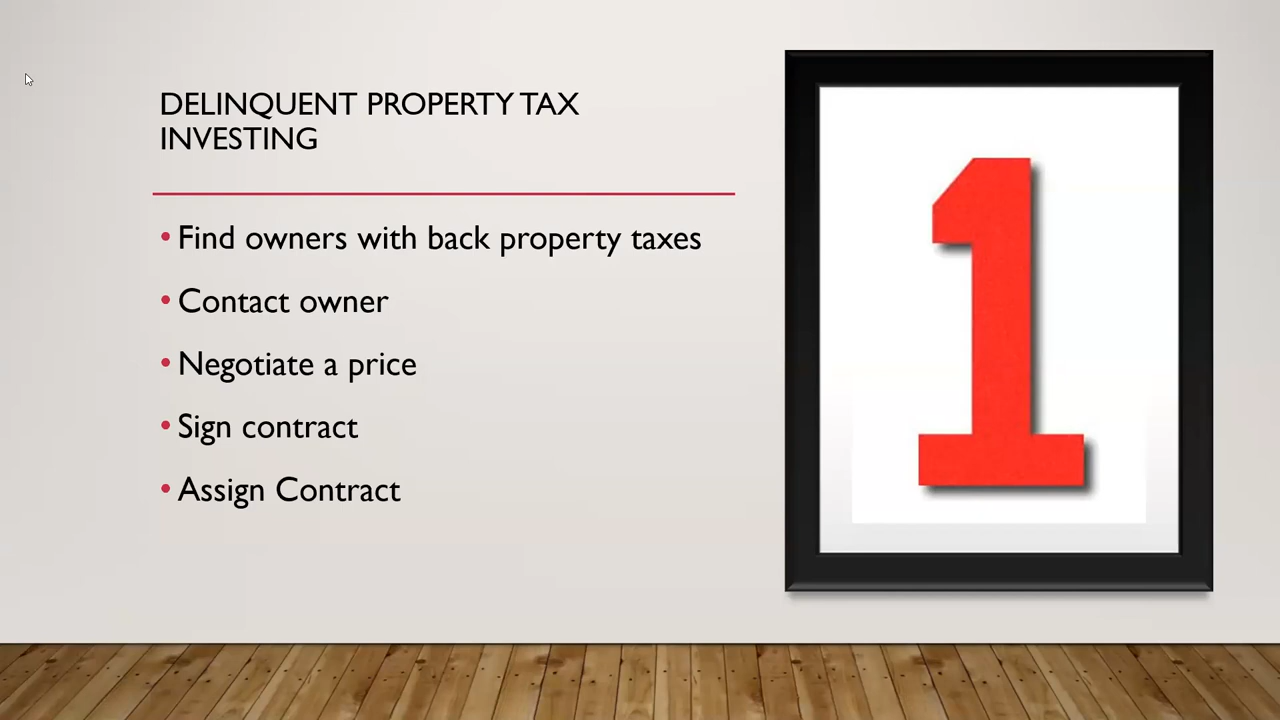 DELINQUENT PROPERTY TAX
INVESTING
• Find owners with back property taxes
• Contact owner
• Negotiate a price
• Sign contract
• Assign Contract
1